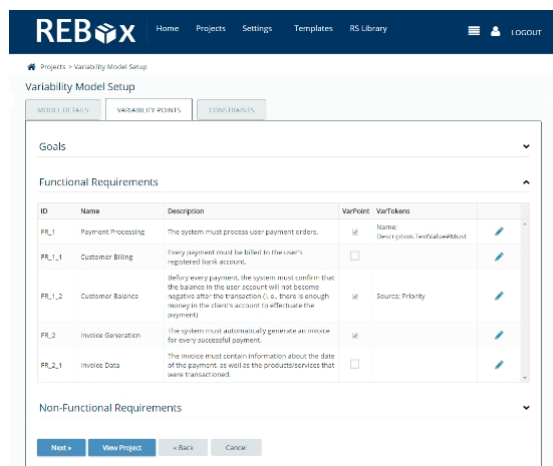 REBOX
Home Projects Settings Templates RS Library LOGOUT
Projects > Variability Model Setup
Variability Model Setup
MODEL DETAILS VARIABILITY POINTS CONSTRAINTS
Goals
Functional Requirements
ID Name Description VarPoint VarTokens
FR_1 Payment Processing The system must process user payment orders. Name:
Description.TextValue#Must
FR_1_1 Customer Billing Every payment must be billed to the user's
registered bank account.
Before every payment, the system must confirm that
the balance in the user account will not become
FR_1_2 Customer Balance negative after the transaction (i. e., there is enough Source: Priority
money in the client's account to effectuate the
payment)
FR_2 Invoice Generation The system must automatically generate an invoice
for every successful payment.
The invoice must contain information about the date
FR_2_1 Invoice Data of the payment, as well as the products/services that
were transactioned.
Non-Functional Requirements
Next » View Project « Back Cancel